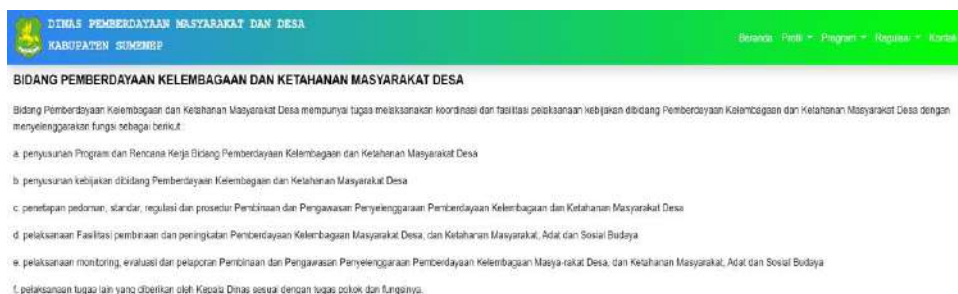 DINAS PEMBERDAYAAN MASYARAKAT DAN DESA
KABUPATEN SUMENEP
Beranda Profil Program Regulasi Kontak
BIDANG PEMBERDAYAAN KELEMBAGAAN DAN KETAHANAN MASYARAKAT DESA
Bidang Pemberdayaan Kelembagaan dan Ketahanan Masyarakat Desa mempunyai tugas melaksanakan koordinasi dan fasilitasi pelaksanaan kebijakan dibidang Pemberdayaan Kelembagaan dan Ketahanan Masyarakat Desa dengan
menyelenggarakan fungsi sebagai berikut :
a. penyusunan Program dan Rencana Kerja Bidang Pemberdayaan Kelembagaan dan Ketahanan Masyarakat Desa
b. penyusunan kebijakan dibidang Pemberdayaan Kelembagaan dan Ketahanan Masyarakat Desa
c. penetapan pedoman, standar, regulasi dan prosedur Pembinaan dan Pengawasan Penyelenggaraan Pemberdayaan Kelembagaan dan Ketahanan Masyarakat Desa
d. pelaksanaan Fasilitasi pembinaan dan peningkatan Pemberdayaan Kelembagaan Masyarakat Desa, dan Ketahanan Masyarakat, Adat dan Sosial Budaya
e. pelaksanaan monitoring, evaluasi dan pelaporan Pembinaan dan Pengawasan Penyelenggaraan Pemberdayaan Kelembagaan Masya-rakat Desa, dan Ketahanan Masyarakat, Adat dan Sosial Budaya
f. pelaksanaan tugas lain yang diberikan oleh Kepala Dinas sesuai dengan tugas pokok dan fungsinya.